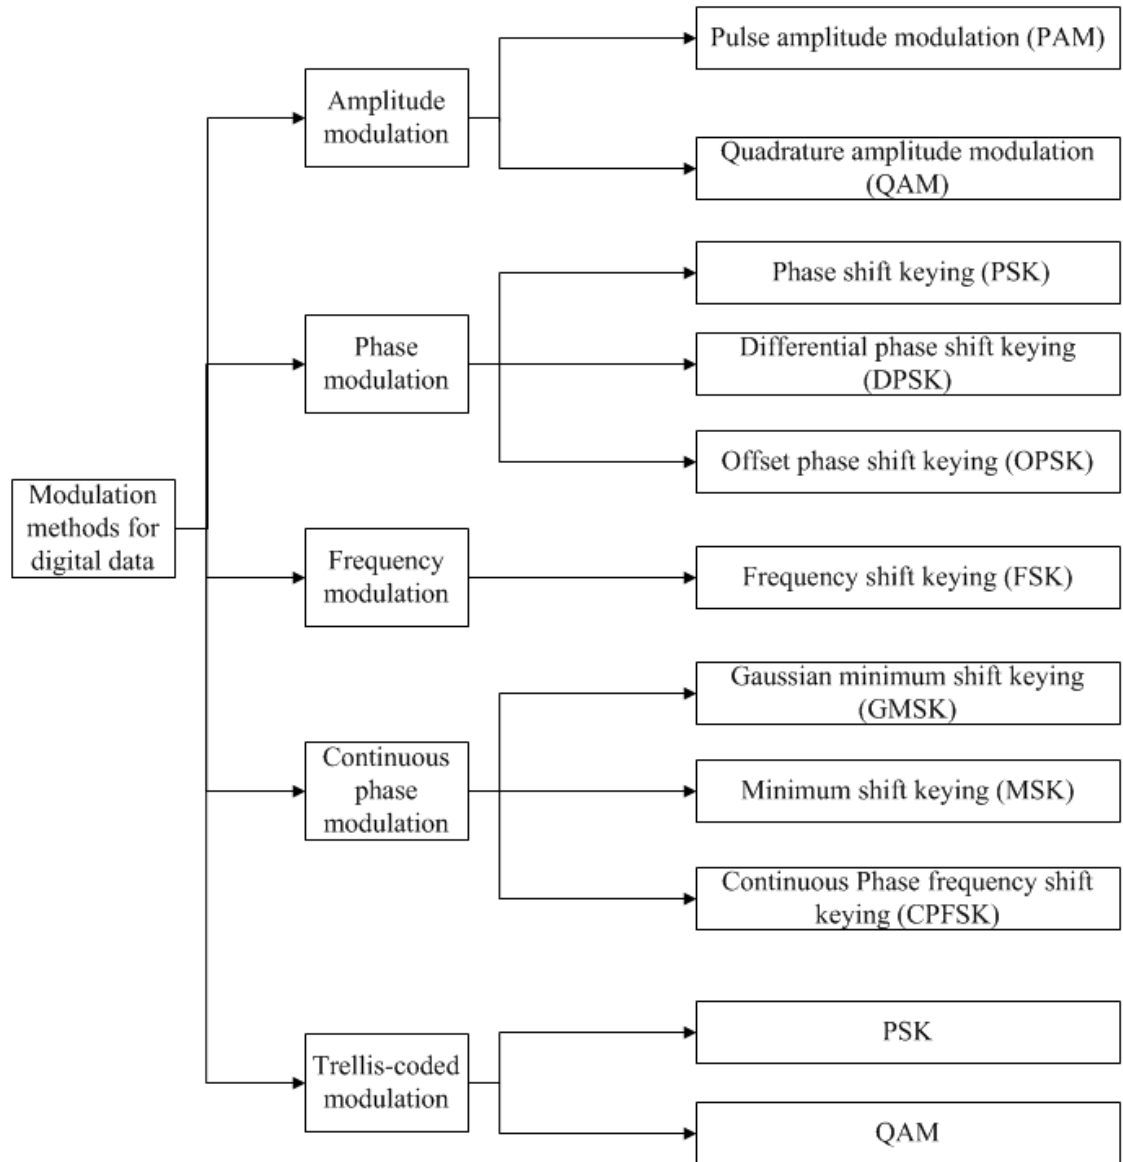 Pulse amplitude modulation (PAM)
Amplitude
modulation
Quadrature amplitude modulation
(QAM)
Phase shift keying (PSK)
Phase
modulation
Differential phase shift keying
(DPSK)
Offset phase shift keying (OPSK)
Modulation
methods for
digital data
Frequency
modulation
Frequency shift keying (FSK)
Gaussian minimum shift keying
(GMSK)
Continuous
phase
modulation
Minimum shift keying (MSK)
Continuous Phase frequency shift
keying (CPFSK)
PSK
Trellis-coded
modulation
QAM